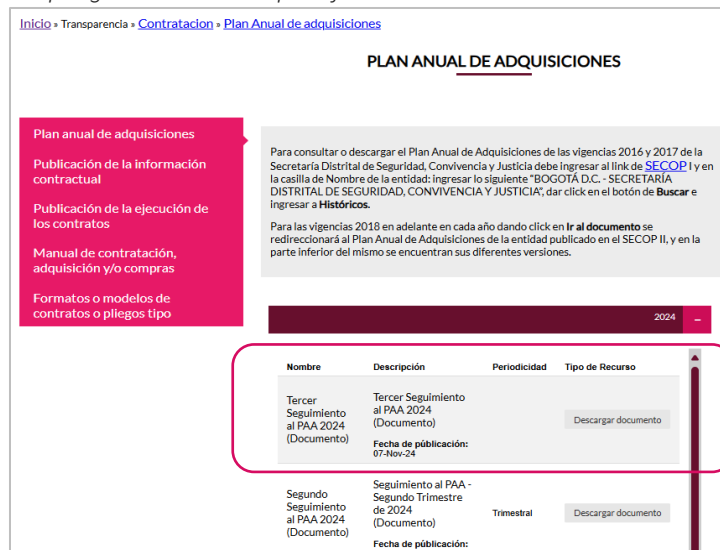 Inicio » Transparencia » Contratacion » Plan Anual de adquisiciones
PLAN ANUAL DE ADQUISICIONES
Plan anual de adquisiciones
Publicación de la información
contractual
Publicación de la ejecución de
los contratos
Manual de contratación,
adquisición y/o compras
Formatos o modelos de
contratos o pliegos tipo
Para consultar o descargar el Plan Anual de Adquisiciones de las vigencias 2016 y 2017 de la
Secretaría Distrital de Seguridad, Convivencia y Justicia debe ingresar al link de SECOP I y en
la casilla de Nombre de la entidad: ingresar lo siguiente "BOGOTÁ D.C. - SECRETARÍA
DISTRITAL DE SEGURIDAD, CONVIVENCIA Y JUSTICIA", dar click en el botón de Buscar e
ingresar a Históricos.
Para las vigencias 2018 en adelante en cada año dando click en Ir al documento se
redireccionará al Plan Anual de Adquisiciones de la entidad publicado en el SECOP II, y en la
parte inferior del mismo se encuentran sus diferentes versiones.
2024 –
Nombre Descripción Periodicidad Tipo de Recurso
Tercer
Seguimiento
al PAA 2024
(Documento)
Tercer Seguimiento
al PAA 2024
(Documento)
Fecha de públicación:
07-Nov-24
Descargar documento
Segundo
Seguimiento
al PAA 2024
(Documento)
Seguimiento al PAA -
Segundo Trimestre
de 2024
(Documento)
Fecha de públicación:
Trimestral
Descargar documento